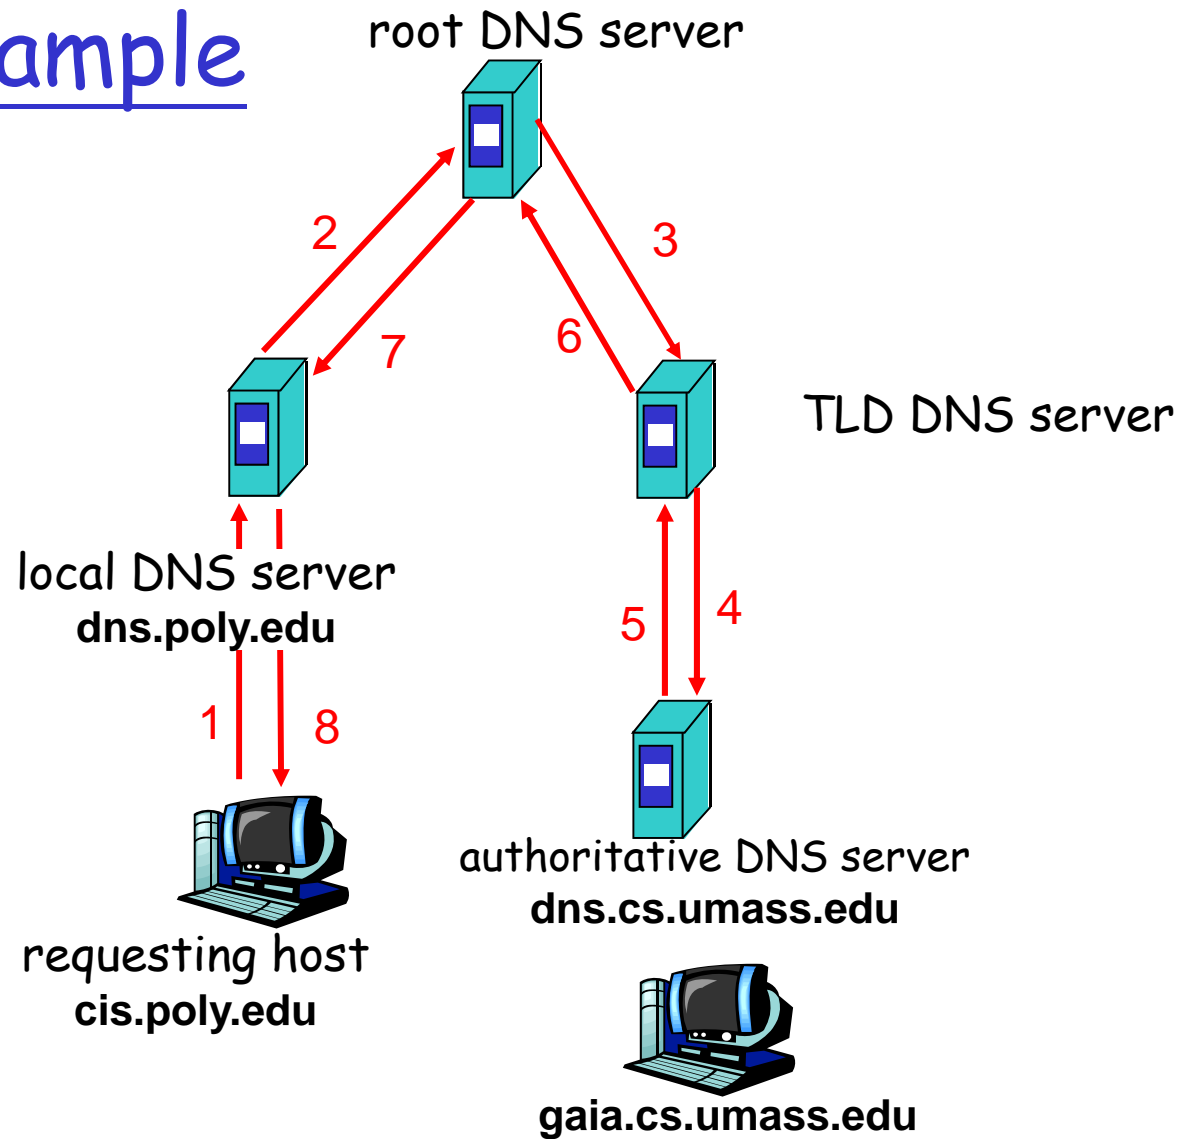 ample
root DNS server
2
3
7
6
TLD DNS server
local DNS server
dns.poly.edu
5
4
1
8
authoritative DNS server
dns.cs.umass.edu
requesting host
cis.poly.edu
gaia.cs.umass.edu